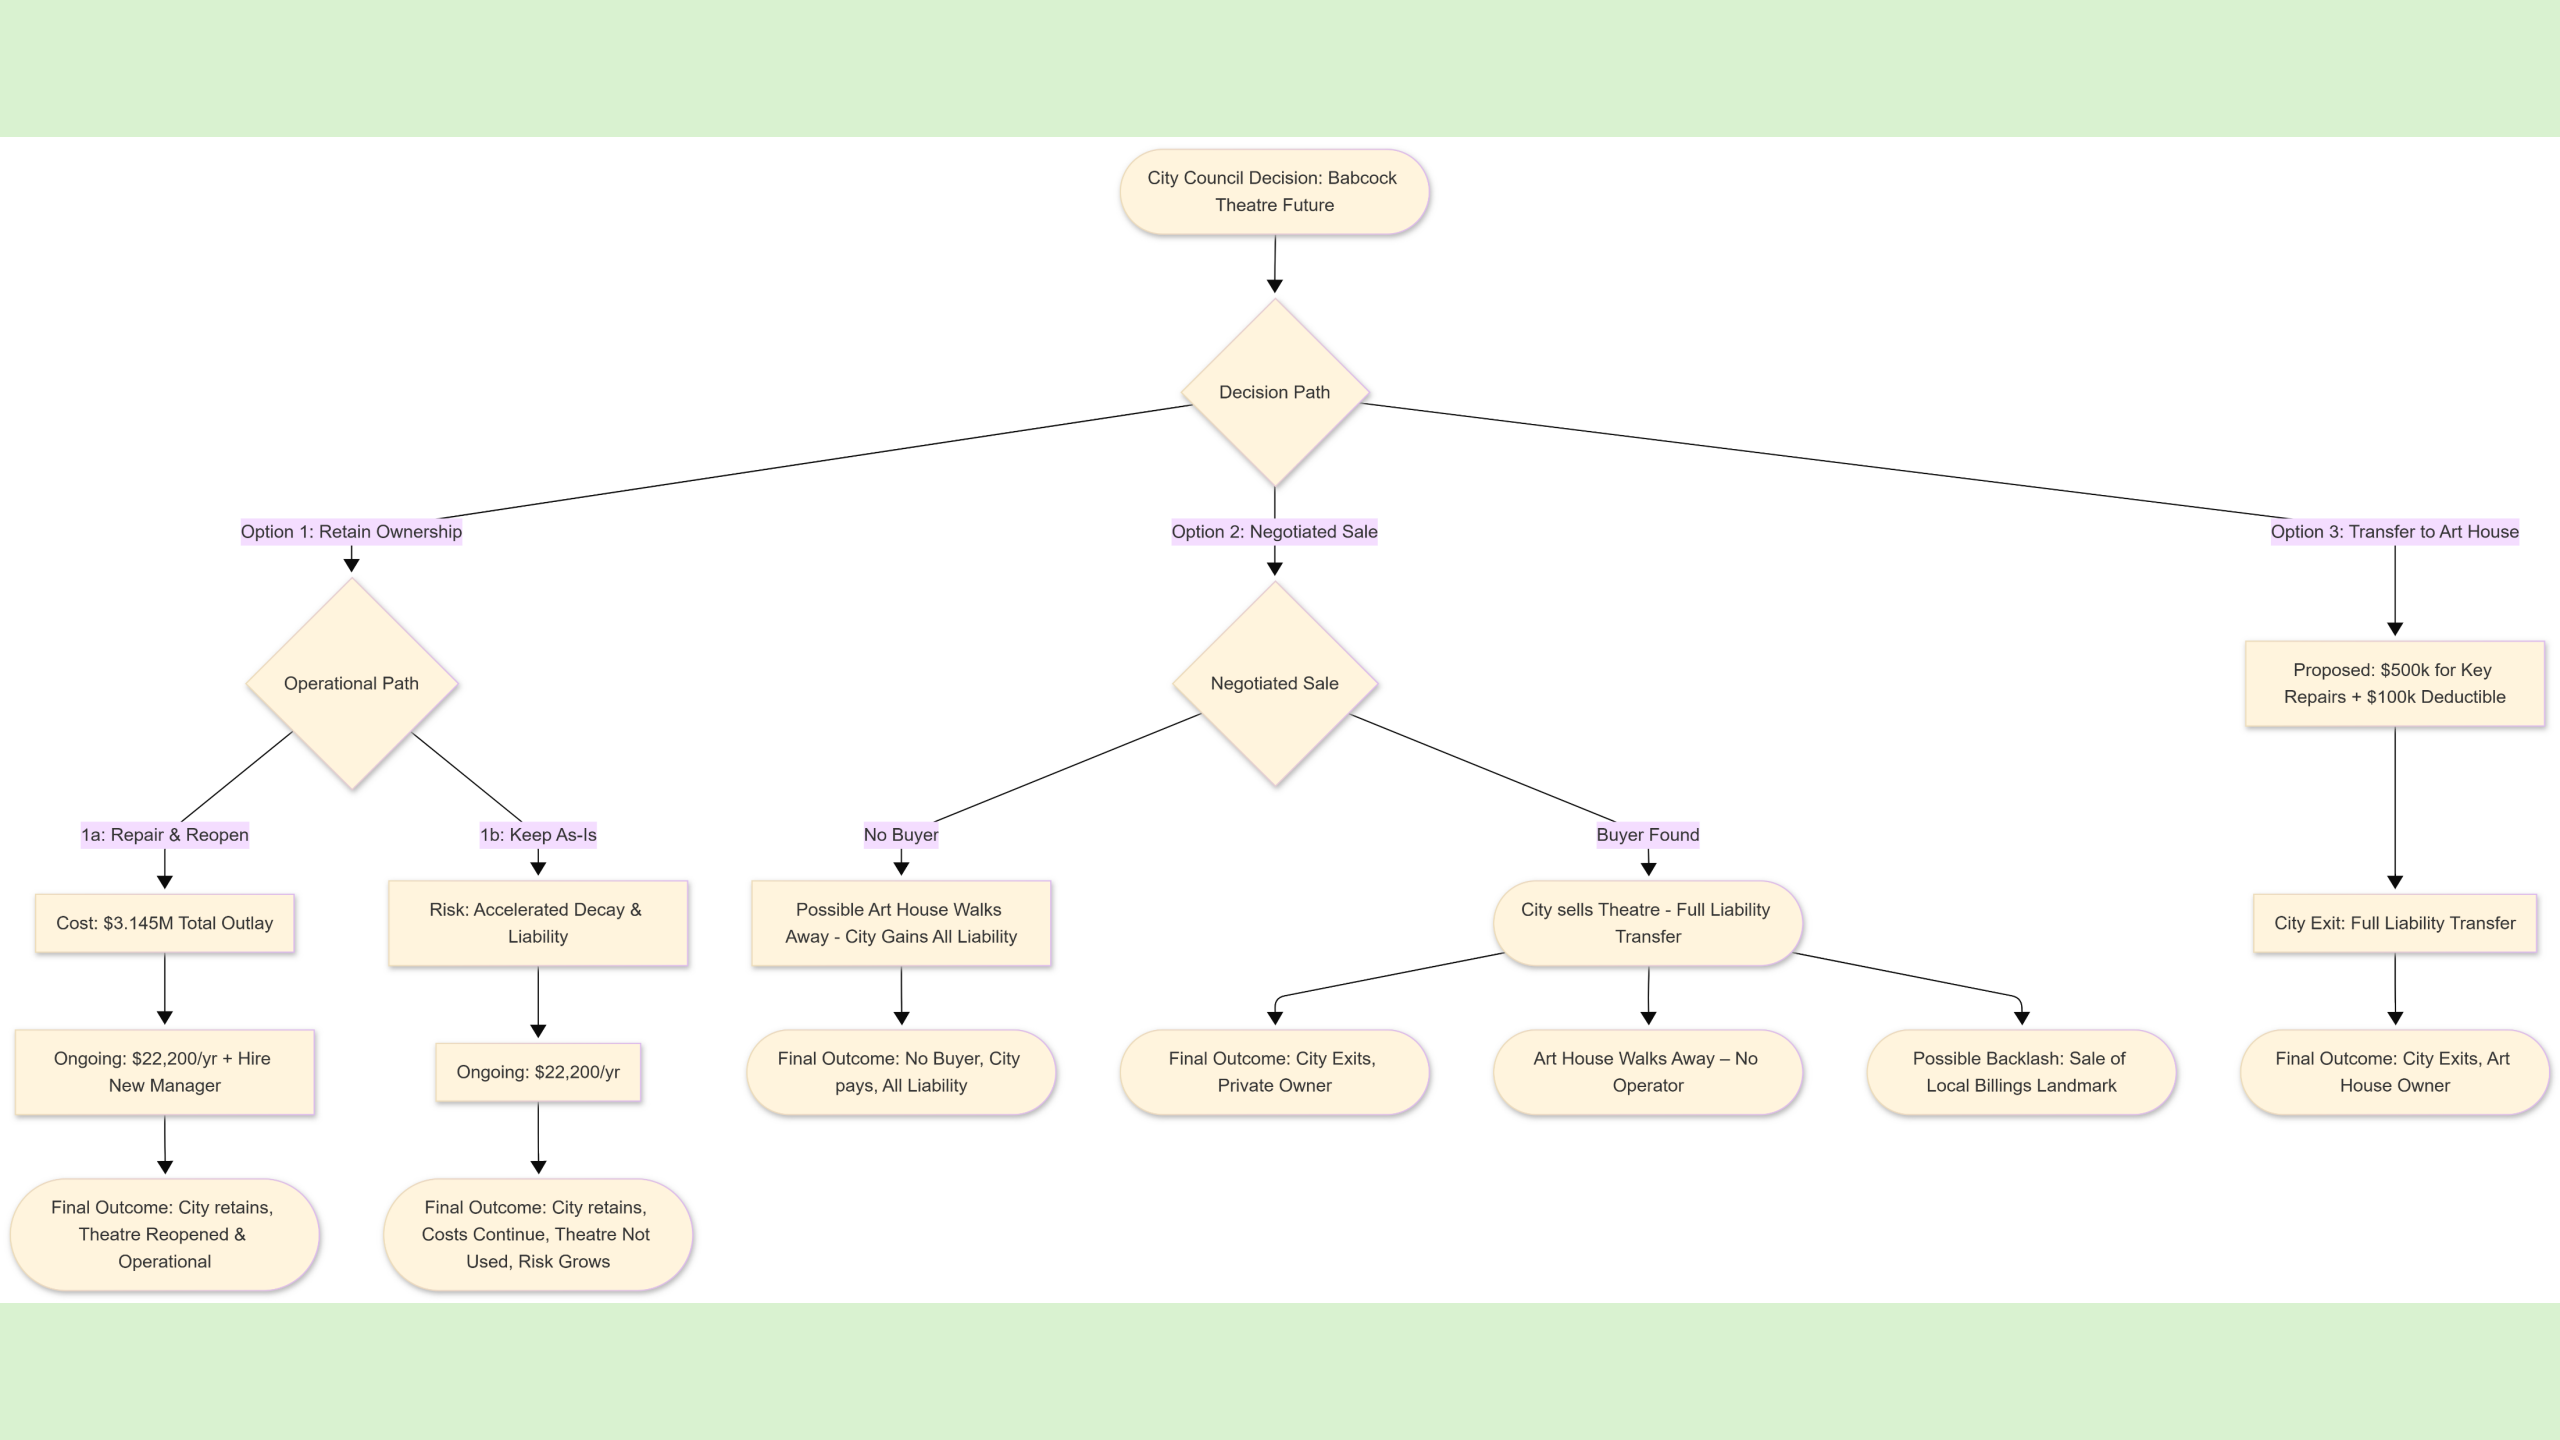 City Council Decision: Babcock
Theatre Future
Decision Path
Option 1: Retain Ownership
Option 2: Negotiated Sale
Option 3: Transfer to Art House
Operational Path
Negotiated Sale
Proposed: $500k for Key
Repairs + $100k Deductible
1a: Repair & Reopen
1b: Keep As-Is
No Buyer
Buyer Found
Cost: $3.145M Total Outlay
Risk: Accelerated Decay &
Liability
Possible Art House Walks
Away - City Gains All Liability
City sells Theatre - Full Liability
Transfer
City Exit: Full Liability Transfer
Ongoing: $22,200/yr + Hire
New Manager
Ongoing: $22,200/yr
Final Outcome: No Buyer, City
pays, All Liability
Final Outcome: City Exits,
Private Owner
Art House Walks Away – No
Operator
Possible Backlash: Sale of
Local Billings Landmark
Final Outcome: City Exits, Art
House Owner
Final Outcome: City retains,
Theatre Reopened &
Operational
Final Outcome: City retains,
Costs Continue, Theatre Not
Used, Risk Grows